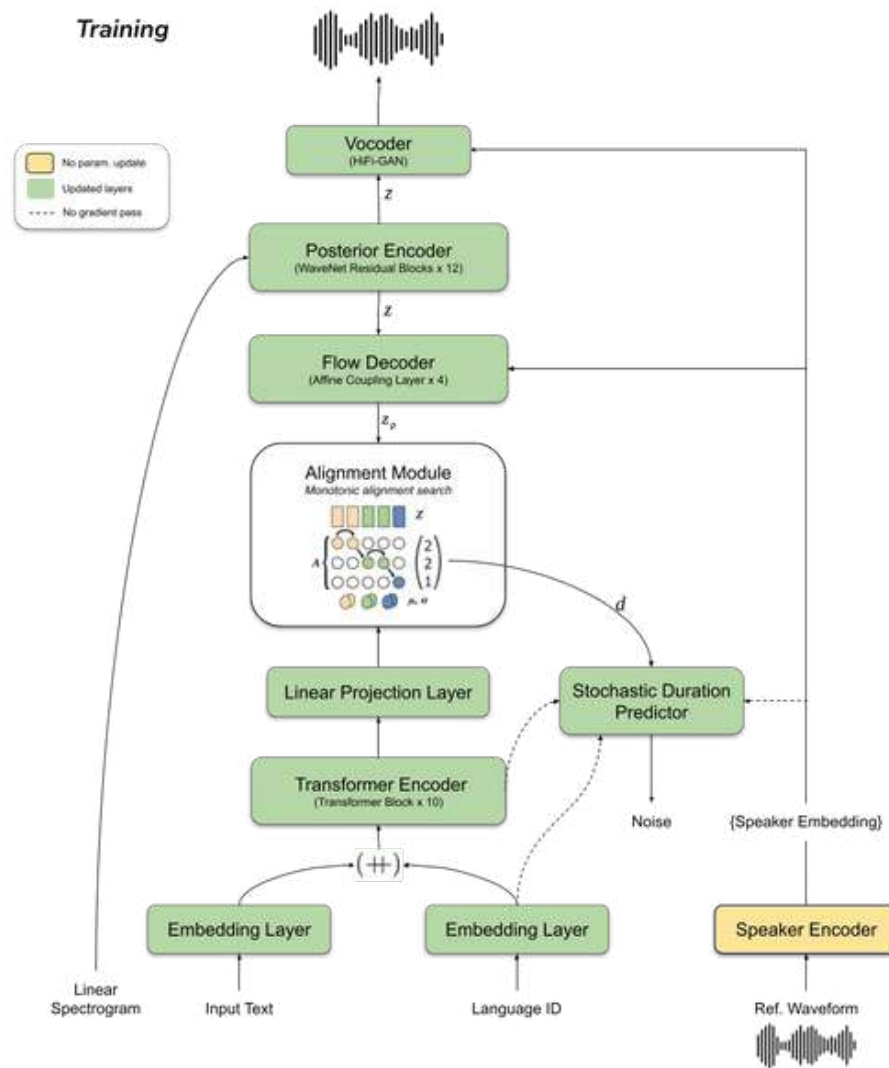 Training
No param. update
Updated layers
No gradient pass
Vocoder
(HiFi-GAN)
z
Posterior Encoder
(WaveNet Residual Blocks x 12)
z
Flow Decoder
(Affine Coupling Layer x 4)
zₚ
Alignment Module
Monotonic alignment search
z
A
2
2
1
μ, σ
d
Linear Projection Layer
Stochastic Duration
Predictor
Transformer Encoder
(Transformer Block x 10)
Noise
{Speaker Embedding}
(++)
Embedding Layer
Embedding Layer
Speaker Encoder
Linear
Spectrogram
Input Text
Language ID
Ref. Waveform